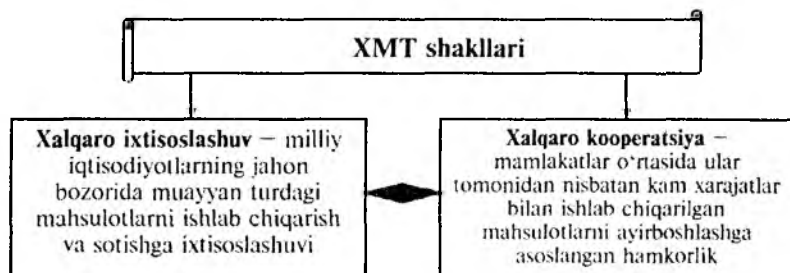 XMT shakllari
Xalqaro ixtisoslashuv – milliy
iqtisodiyotlarning jahon
bozorida muayyan turdagi
mahsulotlarni ishlab chiqarish
va sotishga ixtisoslashuvi
Xalqaro kooperatsiya –
mamlakatlar o‘rtasida ular
tomonidan nisbatan kam xarajatlar
bilan ishlab chiqarilgan
mahsulotlarni ayirboshlashga
asoslangan hamkorlik